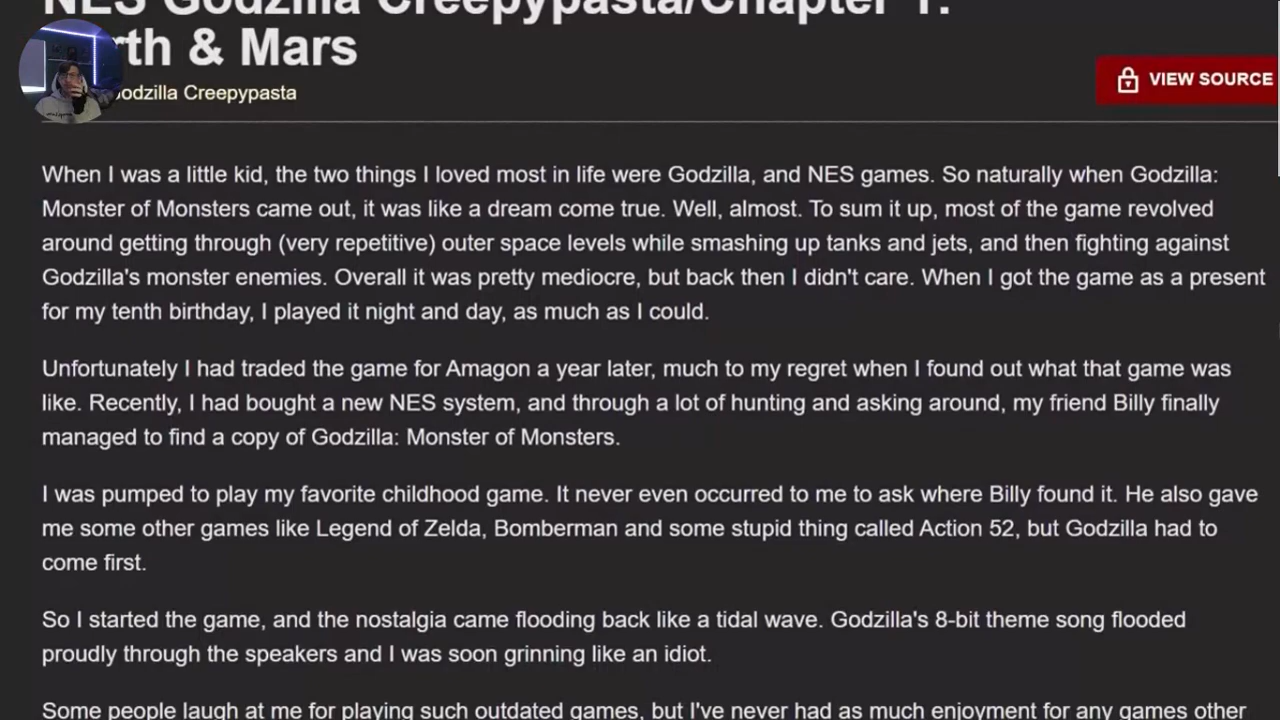 NES Godzilla Creepypasta/Chapter 1:
rth & Mars
odzilla Creepypasta
VIEW SOURCE
When I was a little kid, the two things I loved most in life were Godzilla, and NES games. So naturally when Godzilla:
Monster of Monsters came out, it was like a dream come true. Well, almost. To sum it up, most of the game revolved
around getting through (very repetitive) outer space levels while smashing up tanks and jets, and then fighting against
Godzilla's monster enemies. Overall it was pretty mediocre, but back then I didn't care. When I got the game as a present
for my tenth birthday, I played it night and day, as much as I could.
Unfortunately I had traded the game for Amagon a year later, much to my regret when I found out what that game was
like. Recently, I had bought a new NES system, and through a lot of hunting and asking around, my friend Billy finally
managed to find a copy of Godzilla: Monster of Monsters.
I was pumped to play my favorite childhood game. It never even occurred to me to ask where Billy found it. He also gave
me some other games like Legend of Zelda, Bomberman and some stupid thing called Action 52, but Godzilla had to
come first.
So I started the game, and the nostalgia came flooding back like a tidal wave. Godzilla's 8-bit theme song flooded
proudly through the speakers and I was soon grinning like an idiot.
Some people laugh at me for playing such outdated games, but I've never had as much enjoyment for any games other